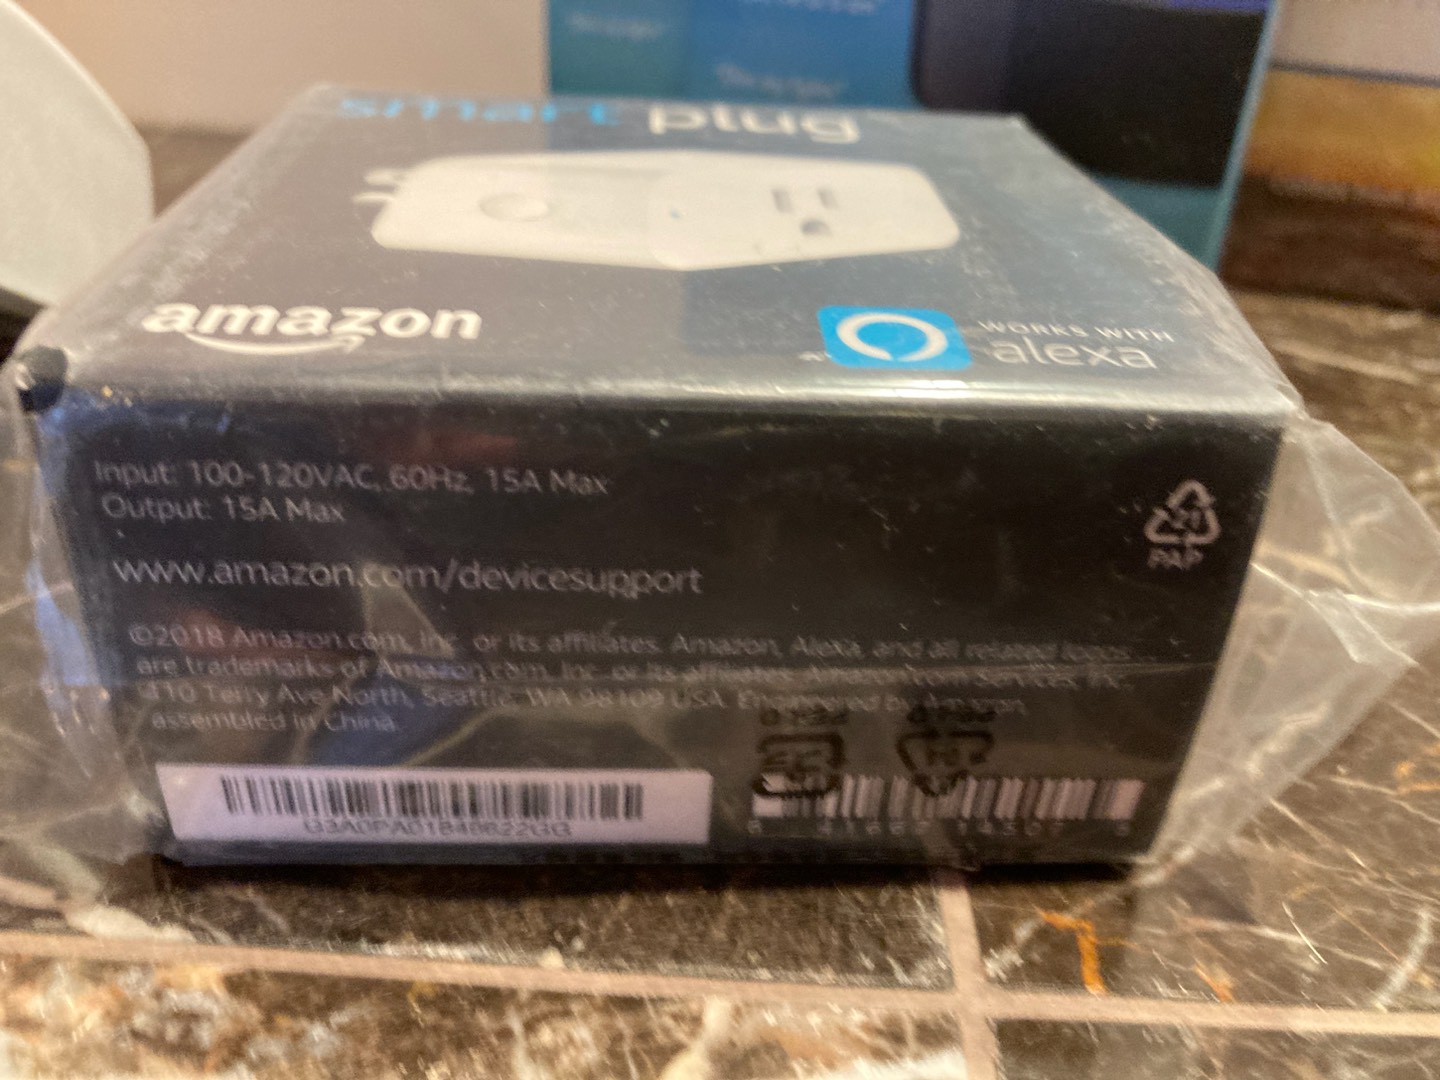 smart plug
amazon
WORKS WITH
alexa
Input: 100-120VAC, 60Hz, 15A Max
Output: 15A Max
www.amazon.com/devicesupport
©2018 Amazon.com, Inc. or its affiliates. Amazon, Alexa, and all related logos
are trademarks of Amazon.com, Inc. or its affiliates. Amazon.com Services, Inc.
410 Terry Ave North, Seattle, WA 98109 USA. Engineered by Amazon,
assembled in China.
21
PAP